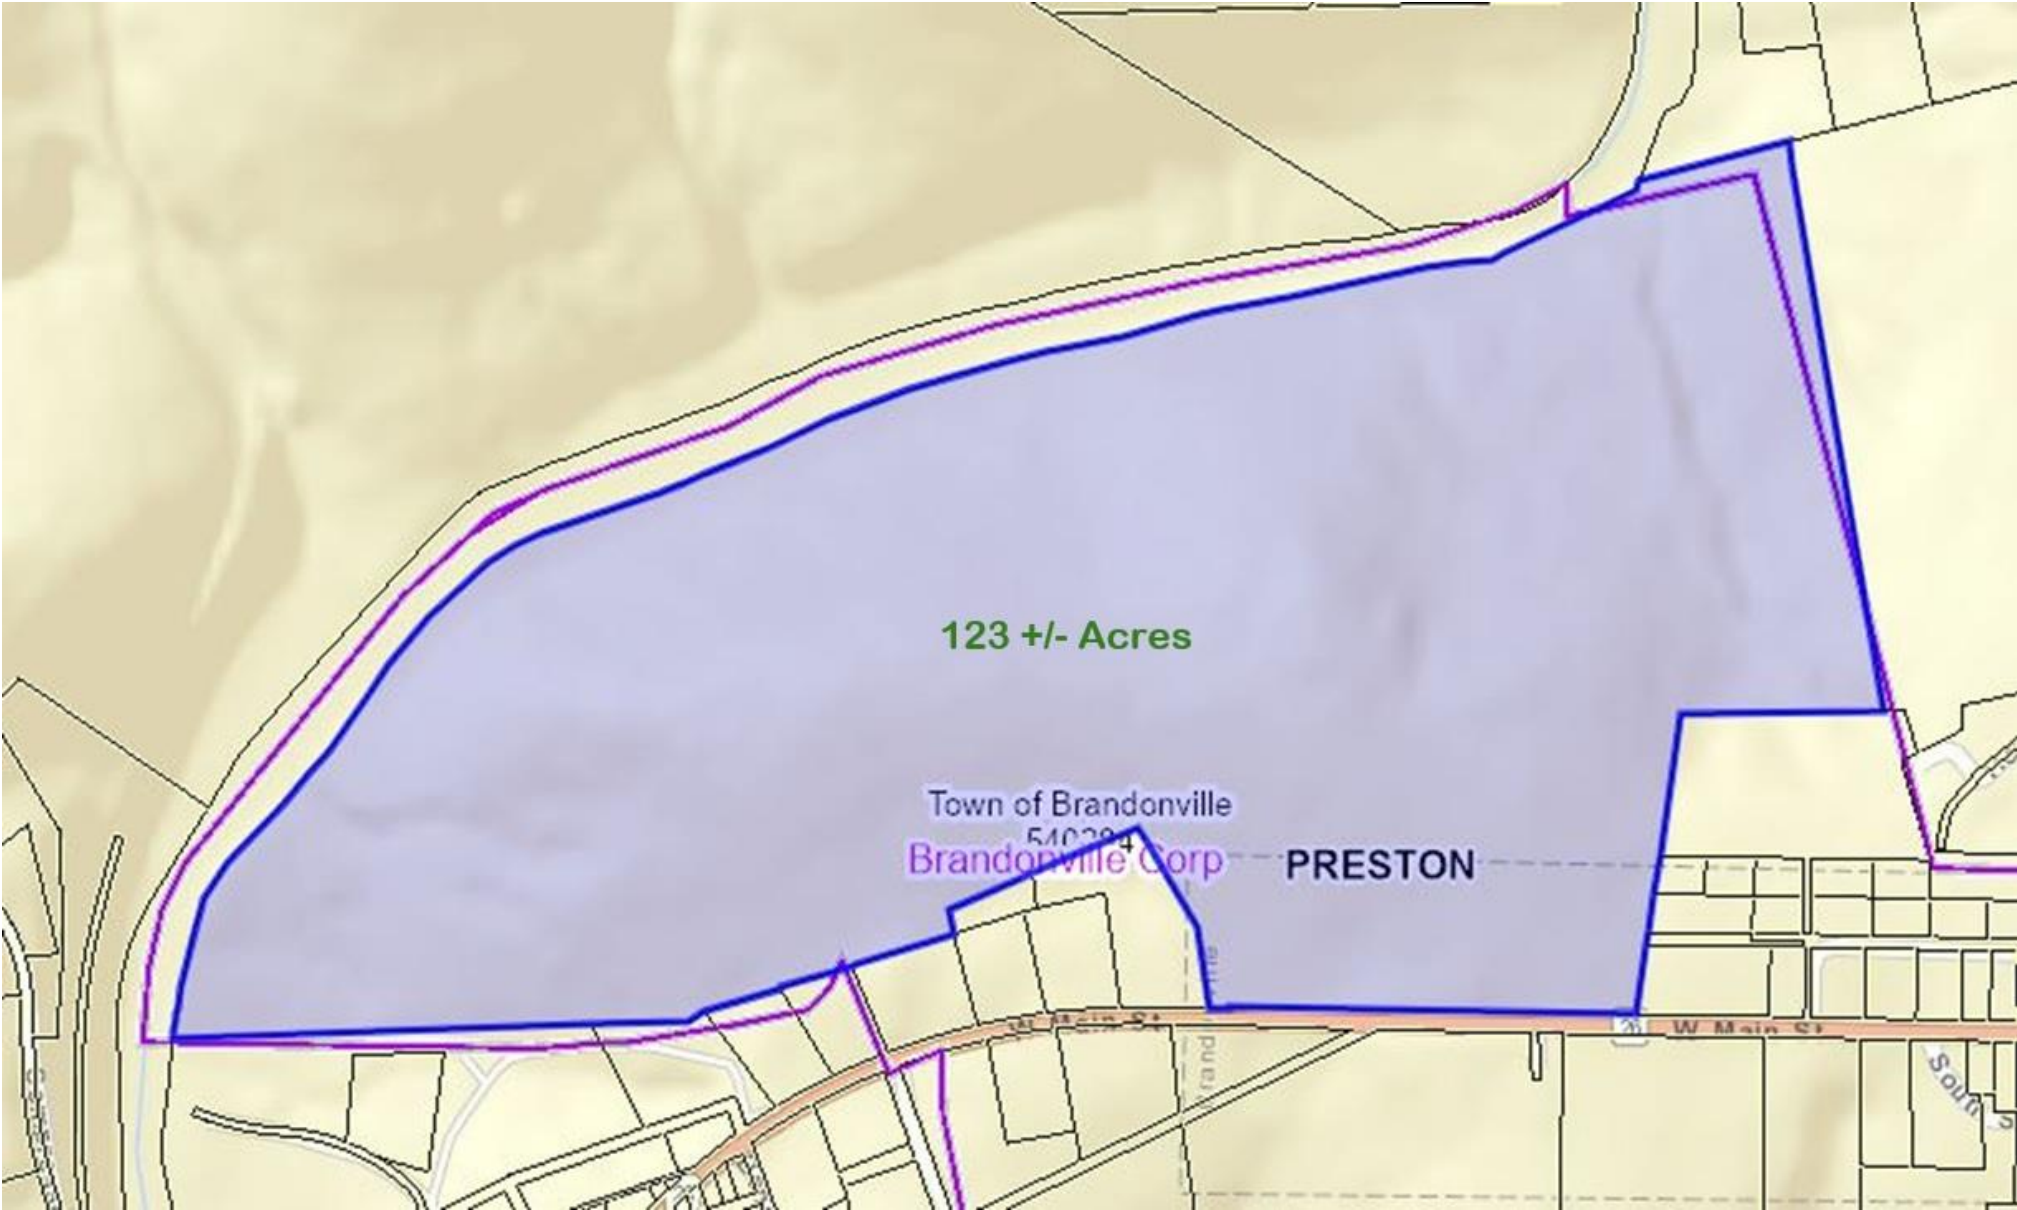 123 +/- Acres
Town of Brandonville
Brandonville Corp
PRESTON
W Main St
26
W Main St